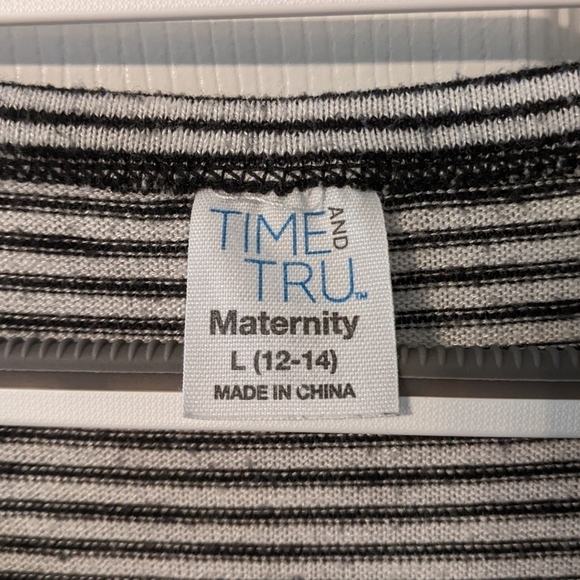 TIME AND
TRU™
Maternity
L (12-14)
MADE IN CHINA